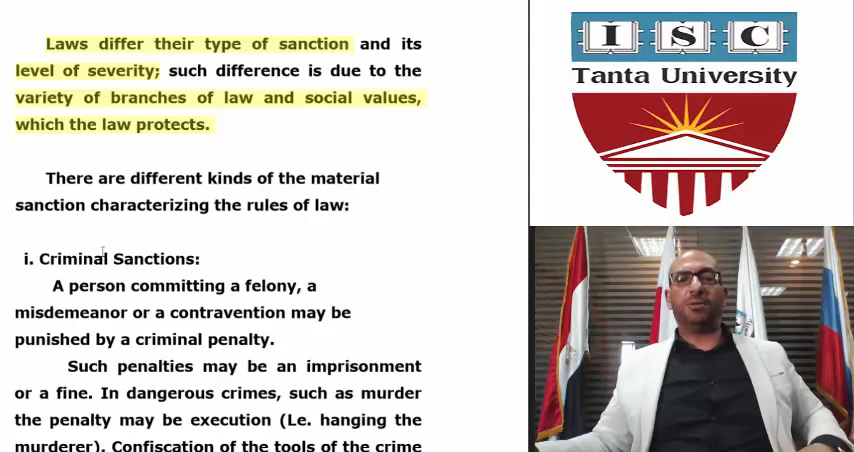 Laws differ their type of sanction and its
level of severity; such difference is due to the
variety of branches of law and social values,
which the law protects.
There are different kinds of the material
sanction characterizing the rules of law:
i. Criminal Sanctions:
A person committing a felony, a
misdemeanor or a contravention may be
punished by a criminal penalty.
Such penalties may be an imprisonment
or a fine. In dangerous crimes, such as murder
the penalty may be execution (Le. hanging the
murderer). Confiscation of the tools of the crime
I S C
Tanta University